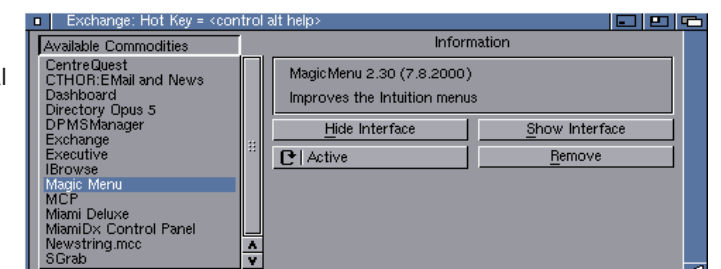 Exchange: Hot Key = <control alt help>
Available Commodities
CentreQuest
CTHOR:EMail and News
Dashboard
Directory Opus 5
DPMSManager
Exchange
Executive
IBrowse
Magic Menu
MCP
Miami Deluxe
MiamiDx Control Panel
Newstring.mcc
SGrab
Information
MagicMenu 2.30 (7.8.2000)
Improves the Intuition menus
Hide Interface
Show Interface
Active
Remove